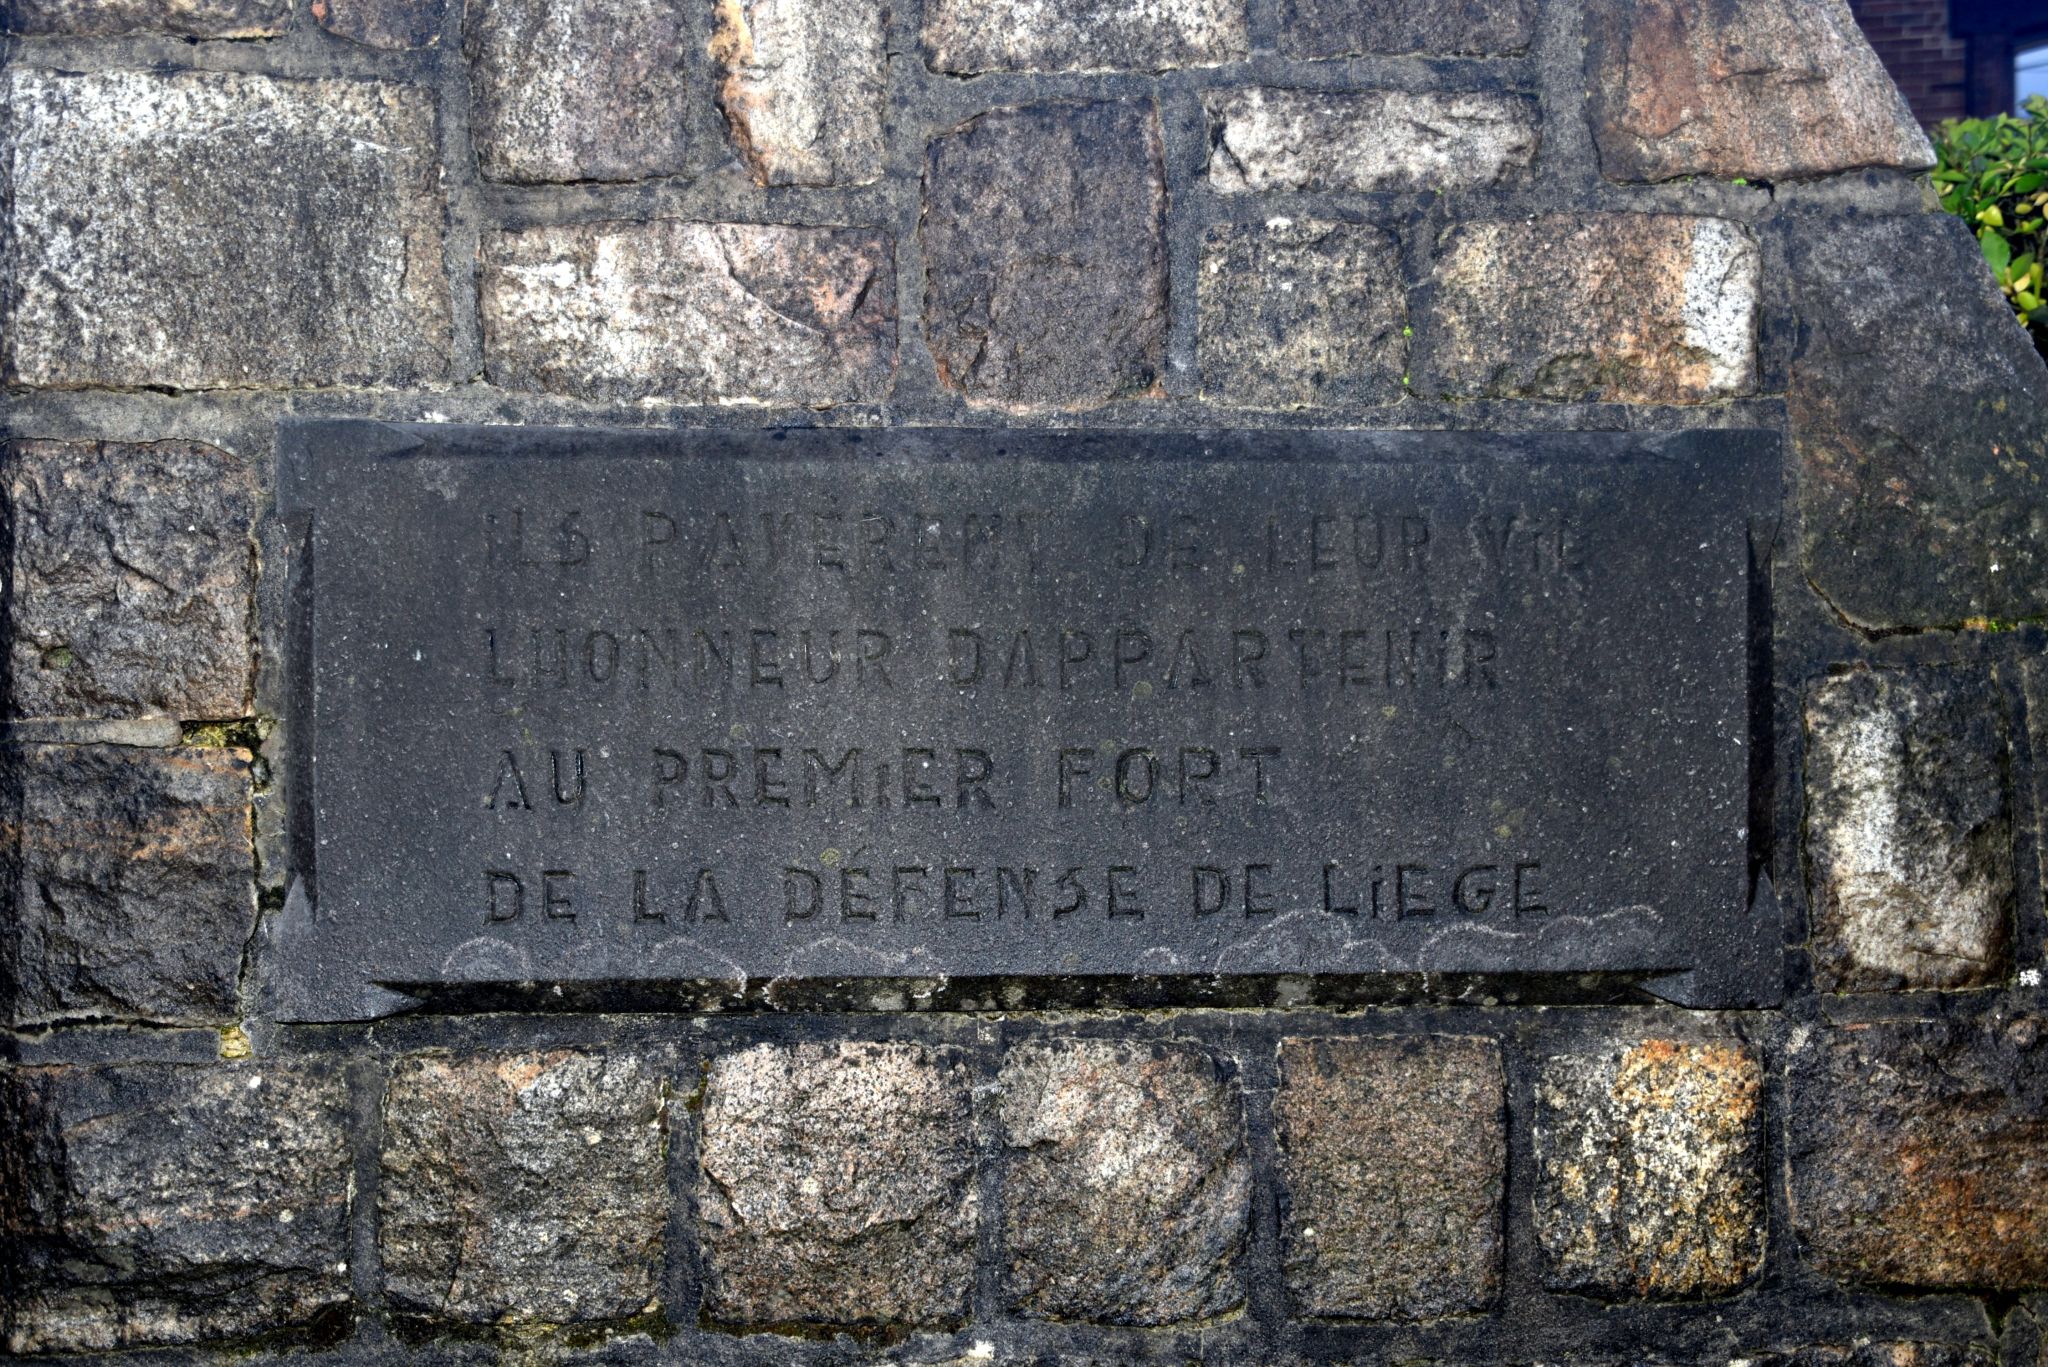 iLS PAYÈRENT DE LEUR ViE
L'HONNEUR D'APPARTENiR
AU PREMiER FORT
DE LA DÉFENSE DE LiEGE